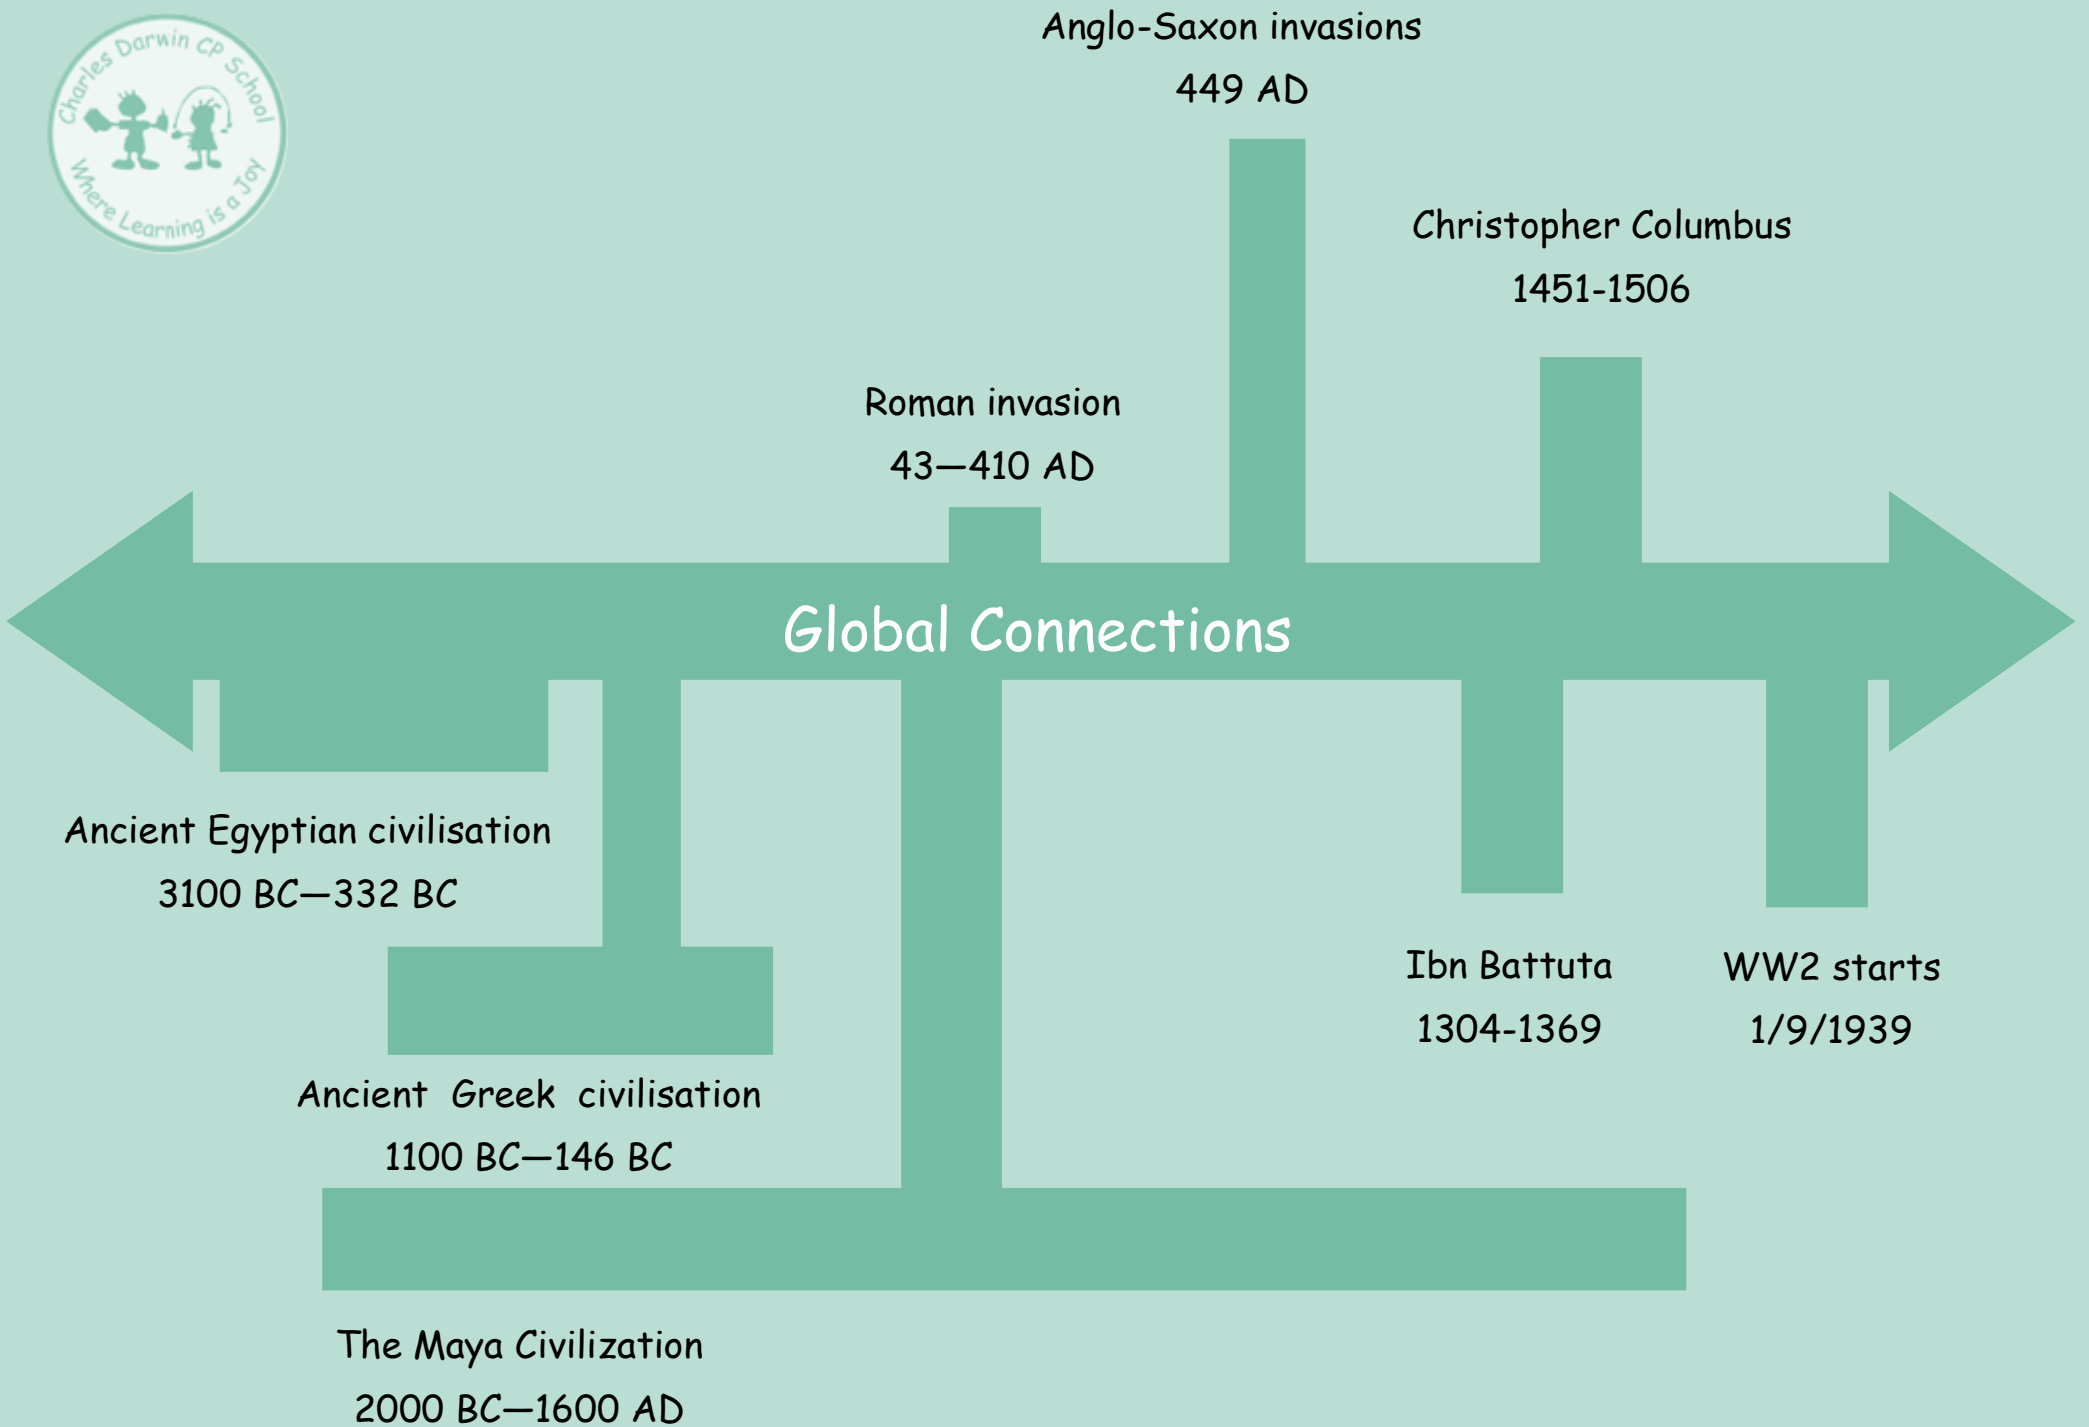 Charles Darwin CP School
Where Learning is a Joy
Anglo-Saxon invasions
449 AD
Christopher Columbus
1451-1506
Roman invasion
43—410 AD
Global Connections
Ancient Egyptian civilisation
3100 BC—332 BC
Ancient Greek civilisation
1100 BC—146 BC
Ibn Battuta
1304-1369
WW2 starts
1/9/1939
The Maya Civilization
2000 BC—1600 AD